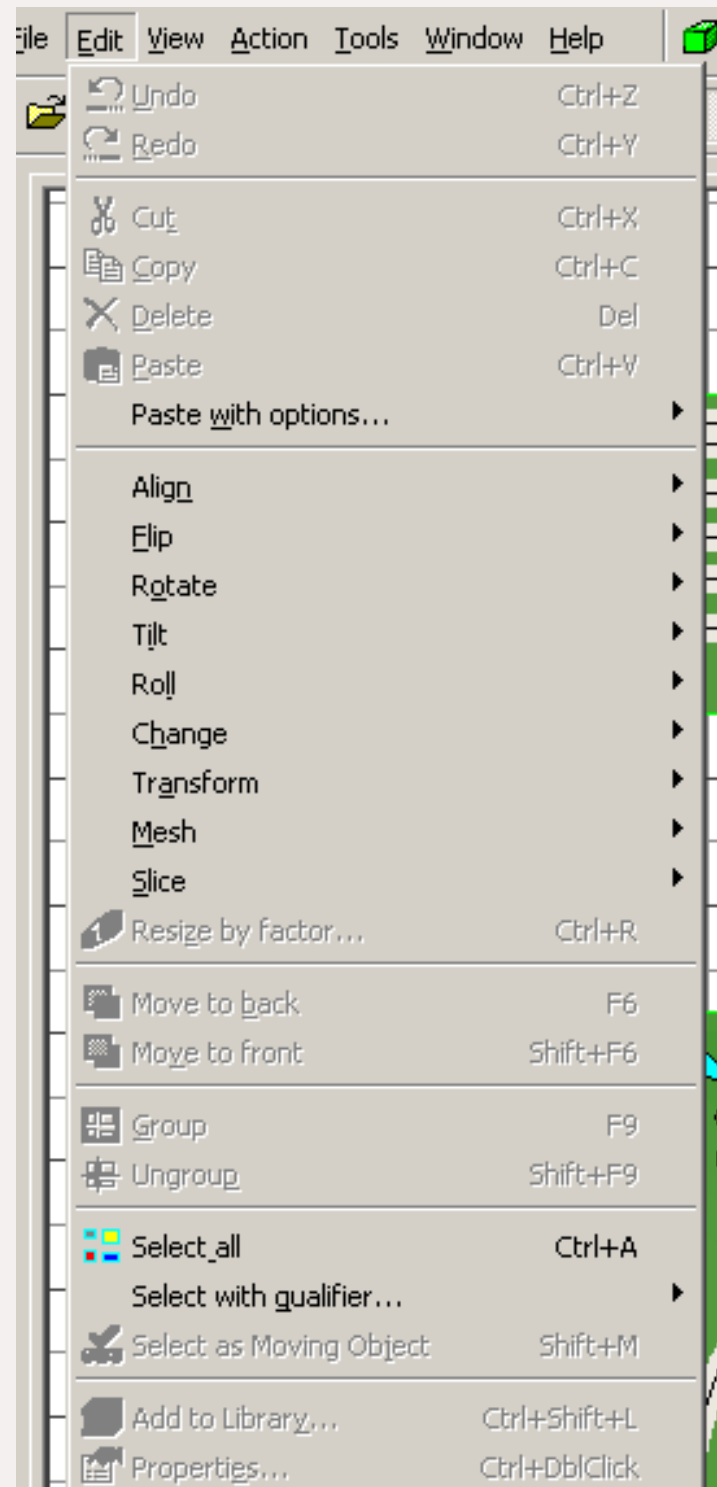 File Edit View Action Tools Window Help
Undo Ctrl+Z
Redo Ctrl+Y
Cut Ctrl+X
Copy Ctrl+C
Delete Del
Paste Ctrl+V
Paste with options...
Align
Flip
Rotate
Tilt
Roll
Change
Transform
Mesh
Slice
Resize by factor... Ctrl+R
Move to back F6
Move to front Shift+F6
Group F9
Ungroup Shift+F9
Select all Ctrl+A
Select with qualifier...
Select as Moving Object Shift+M
Add to Library... Ctrl+Shift+L
Properties... Ctrl+DblClick